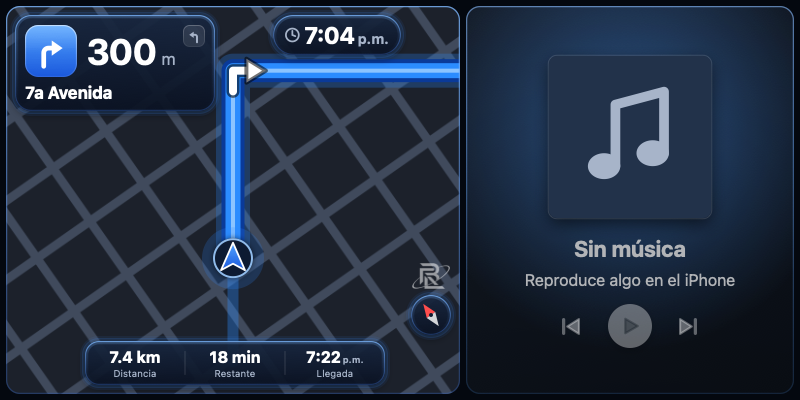 300 m
7a Avenida
7:04 p.m.
7.4 km
Distancia
18 min
Restante
7:22 p.m.
Llegada
Sin música
Reproduce algo en el iPhone